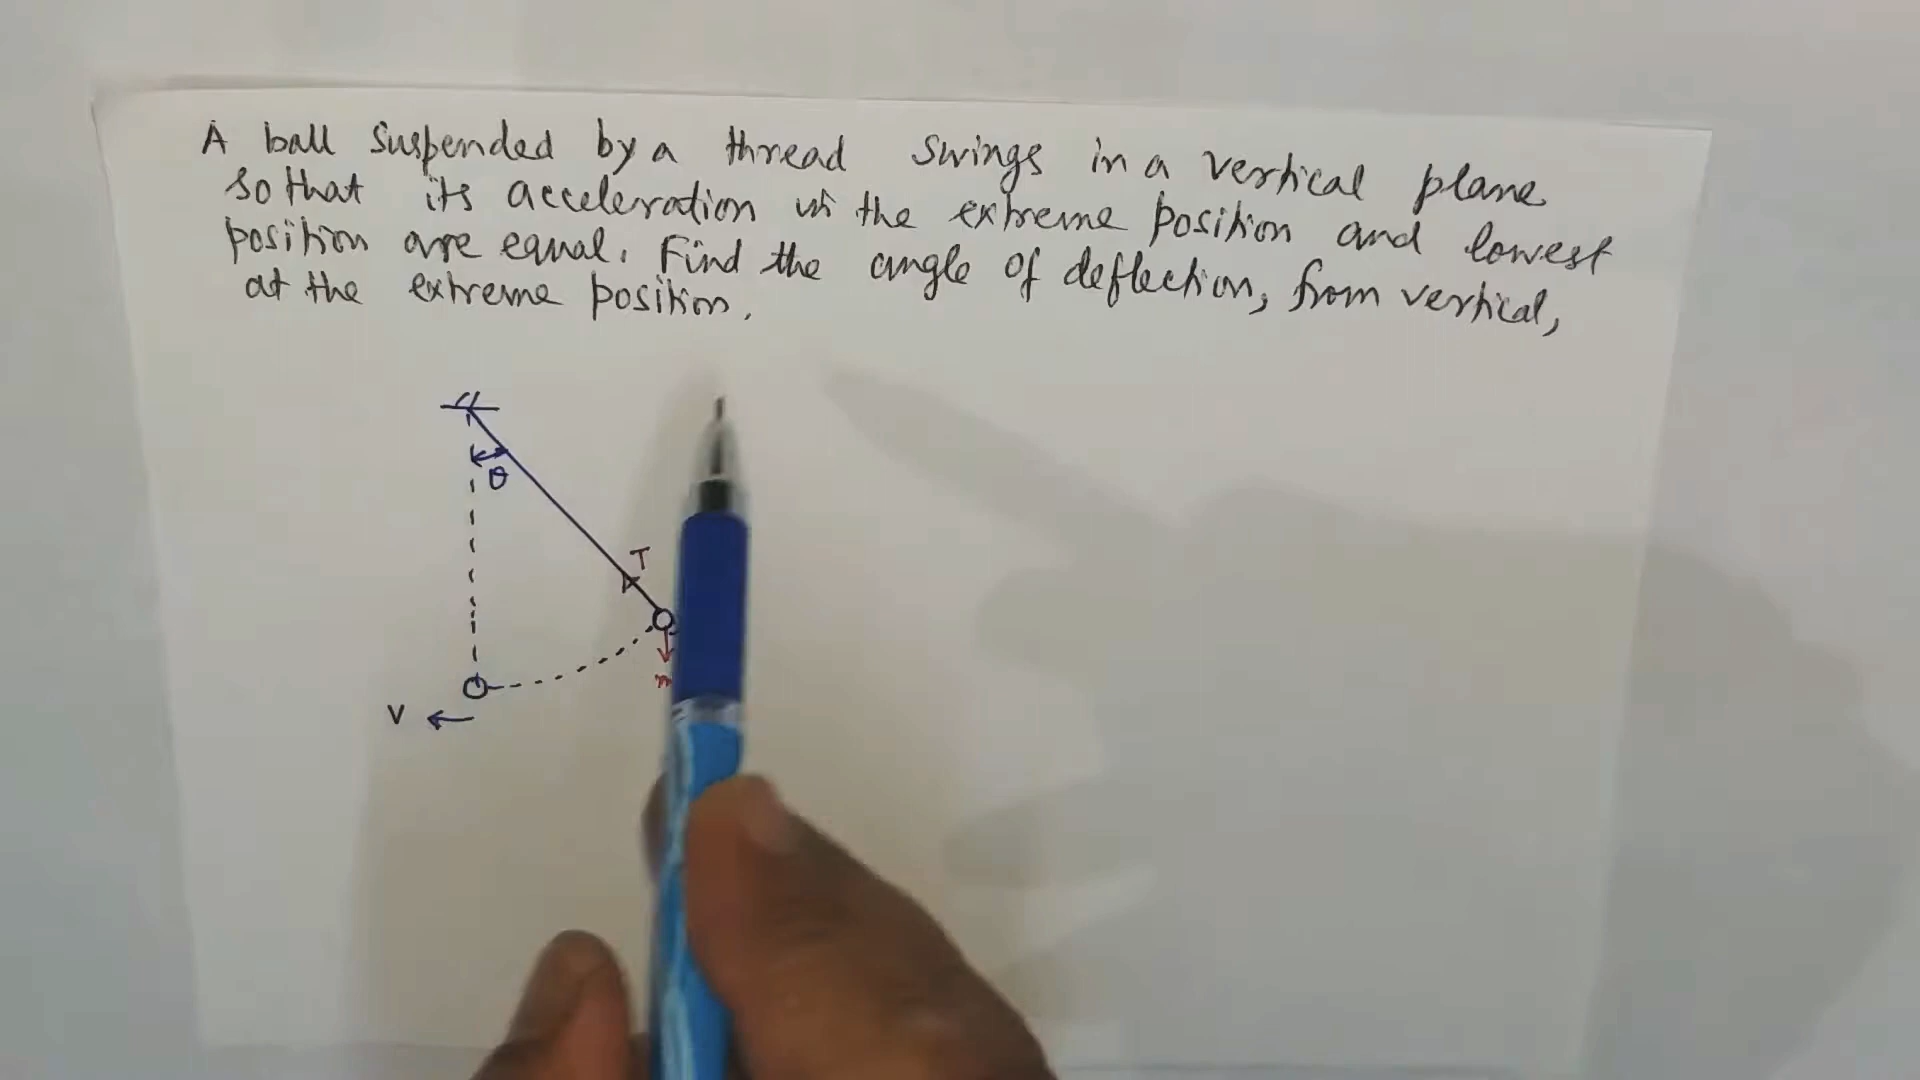 A ball suspended by a thread swings in a vertical plane
so that its acceleration in the extreme position and lowest
position are equal. Find the angle of deflection, from vertical,
at the extreme position.
θ
T
m
V